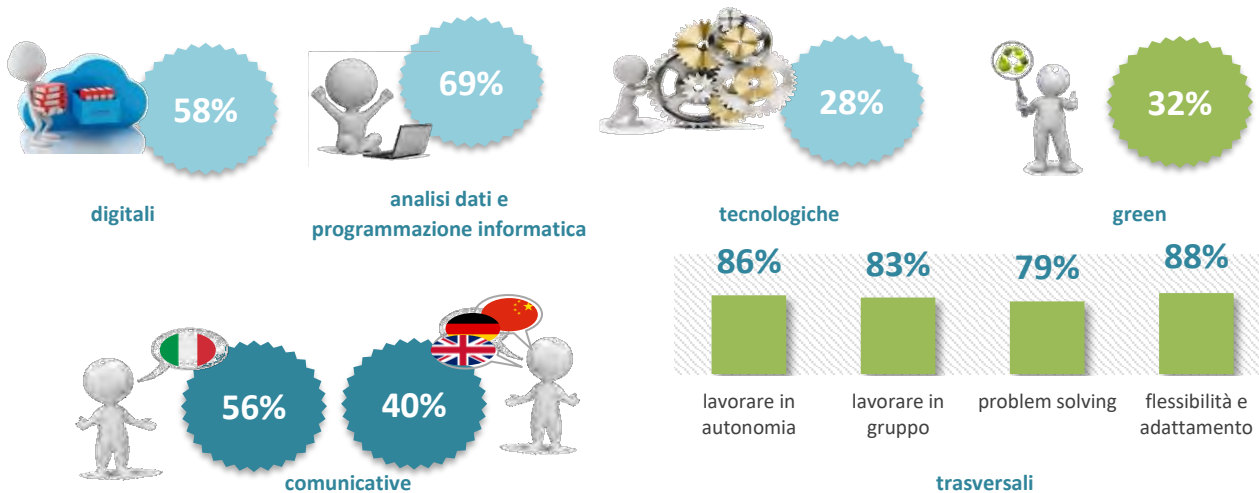 58%
69%
28%
32%
digitali
analisi dati e
programmazione informatica
tecnologiche
green
86%
83%
79%
88%
lavorare in
autonomia
lavorare in
gruppo
problem solving
flessibilità e
adattamento
56%
40%
comunicative
trasversali